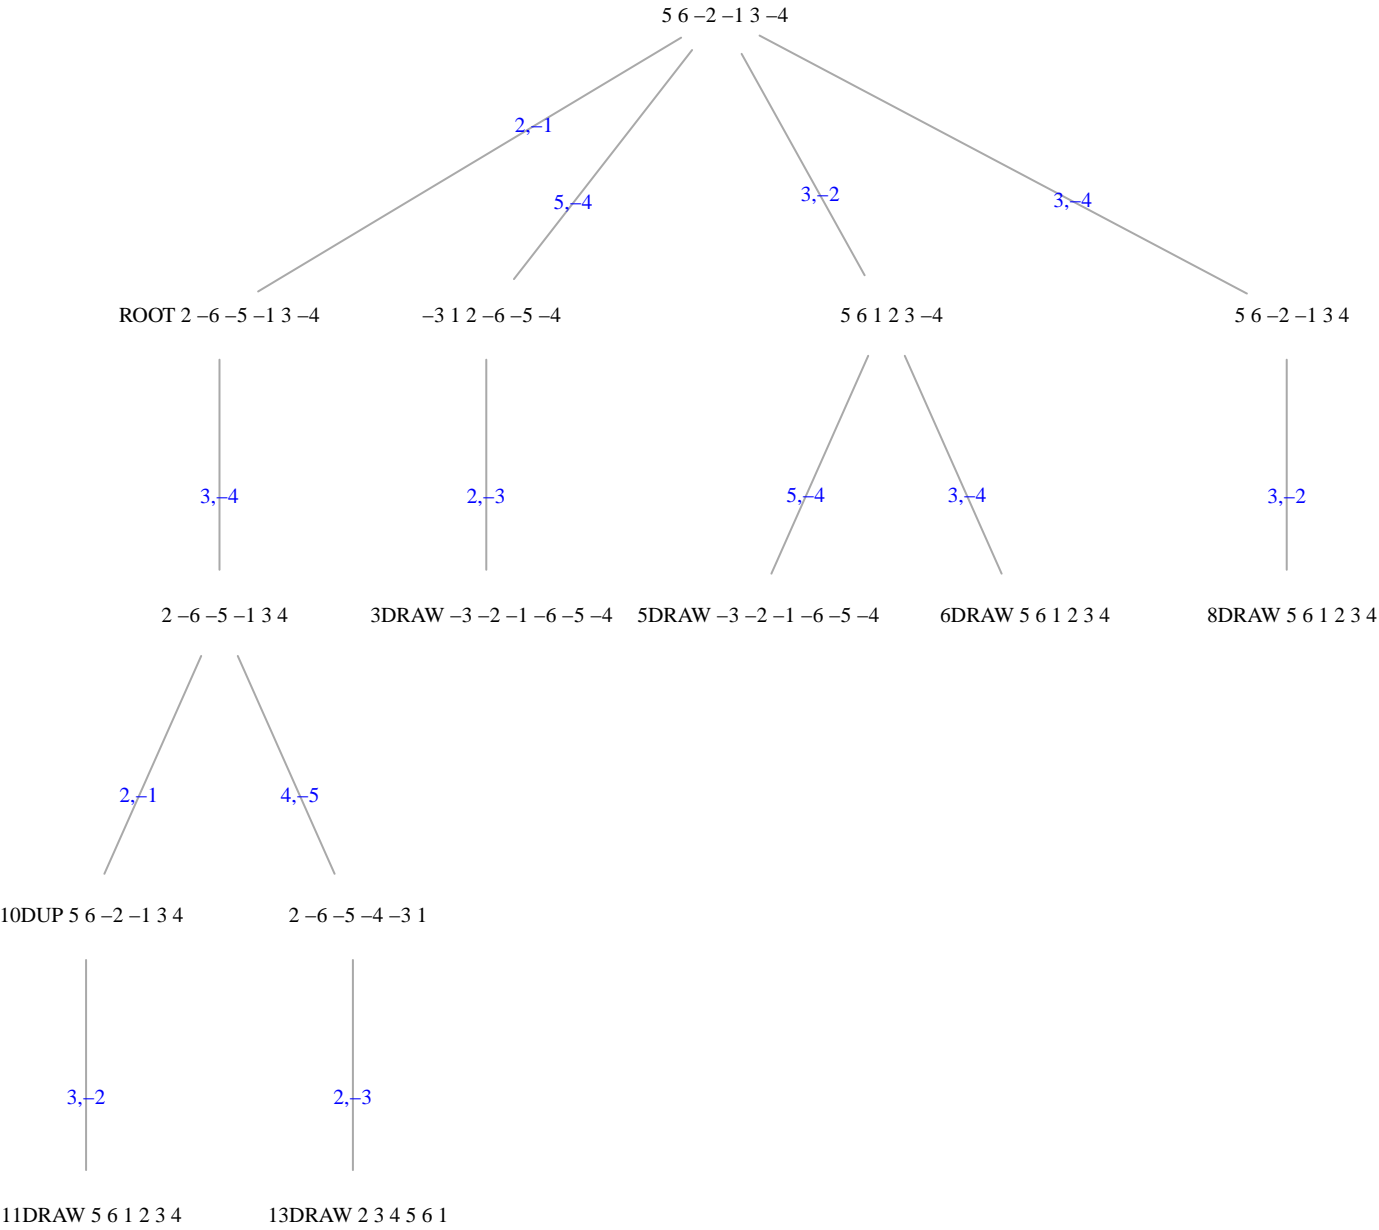 5 6 –2 –1 3 –4
2,–1
5,–4
3,–2
3,–4
ROOT 2 –6 –5 –1 3 –4
–3 1 2 –6 –5 –4
5 6 1 2 3 –4
5 6 –2 –1 3 4
3,–4
2,–3
5,–4
3,–4
3,–2
2 –6 –5 –1 3 4
3DRAW –3 –2 –1 –6 –5 –4
5DRAW –3 –2 –1 –6 –5 –4
6DRAW 5 6 1 2 3 4
8DRAW 5 6 1 2 3 4
2,–1
4,–5
10DUP 5 6 –2 –1 3 4
2 –6 –5 –4 –3 1
3,–2
2,–3
11DRAW 5 6 1 2 3 4
13DRAW 2 3 4 5 6 1